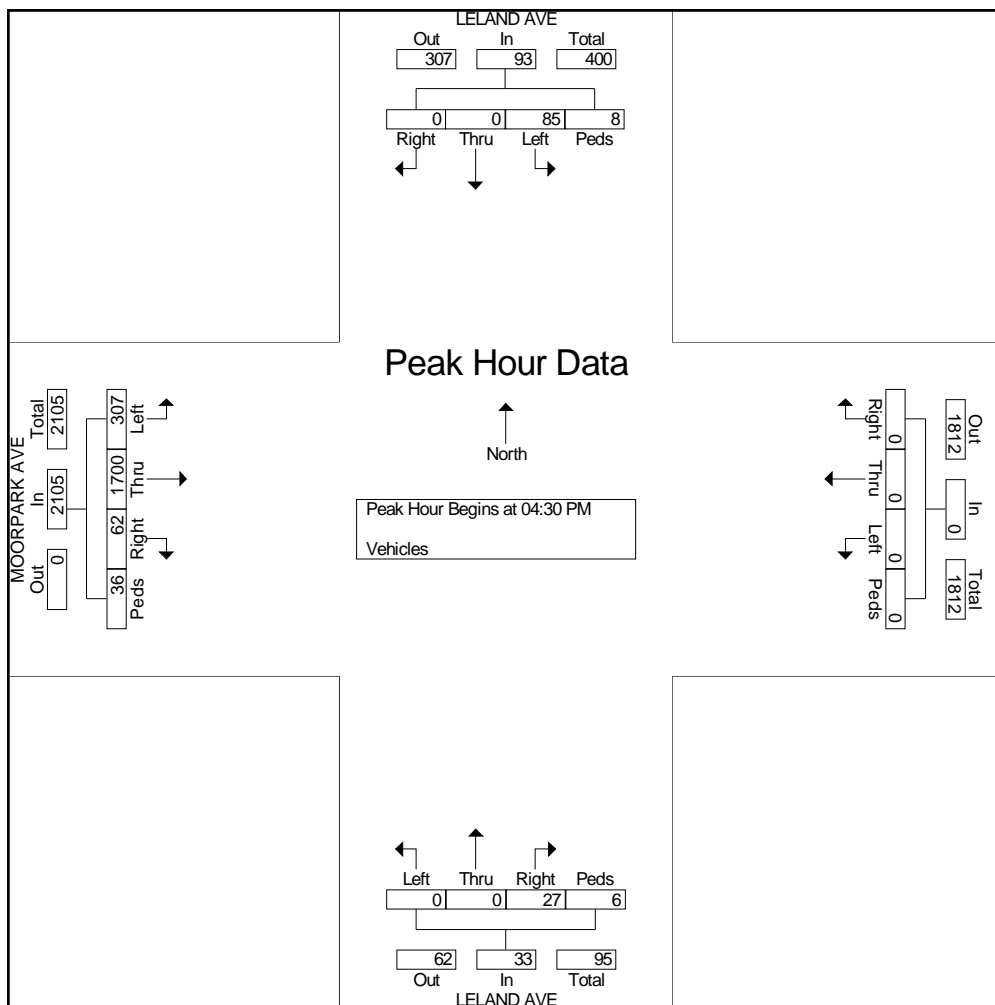 LELAND AVE
Out In Total
307 93 400
0 0 85 8
Right Thru Left Peds
Peak Hour Data
North
Peak Hour Begins at 04:30 PM
Vehicles
MOORPARK AVE
Out In Total
0 2105 2105
36 62 1700 307
Peds Right Thru Left
Out In Total
1812 0 1812
Right Thru Left Peds
0 0 0 0
Left Thru Right Peds
0 0 27 6
62 33 95
Out In Total
LELAND AVE